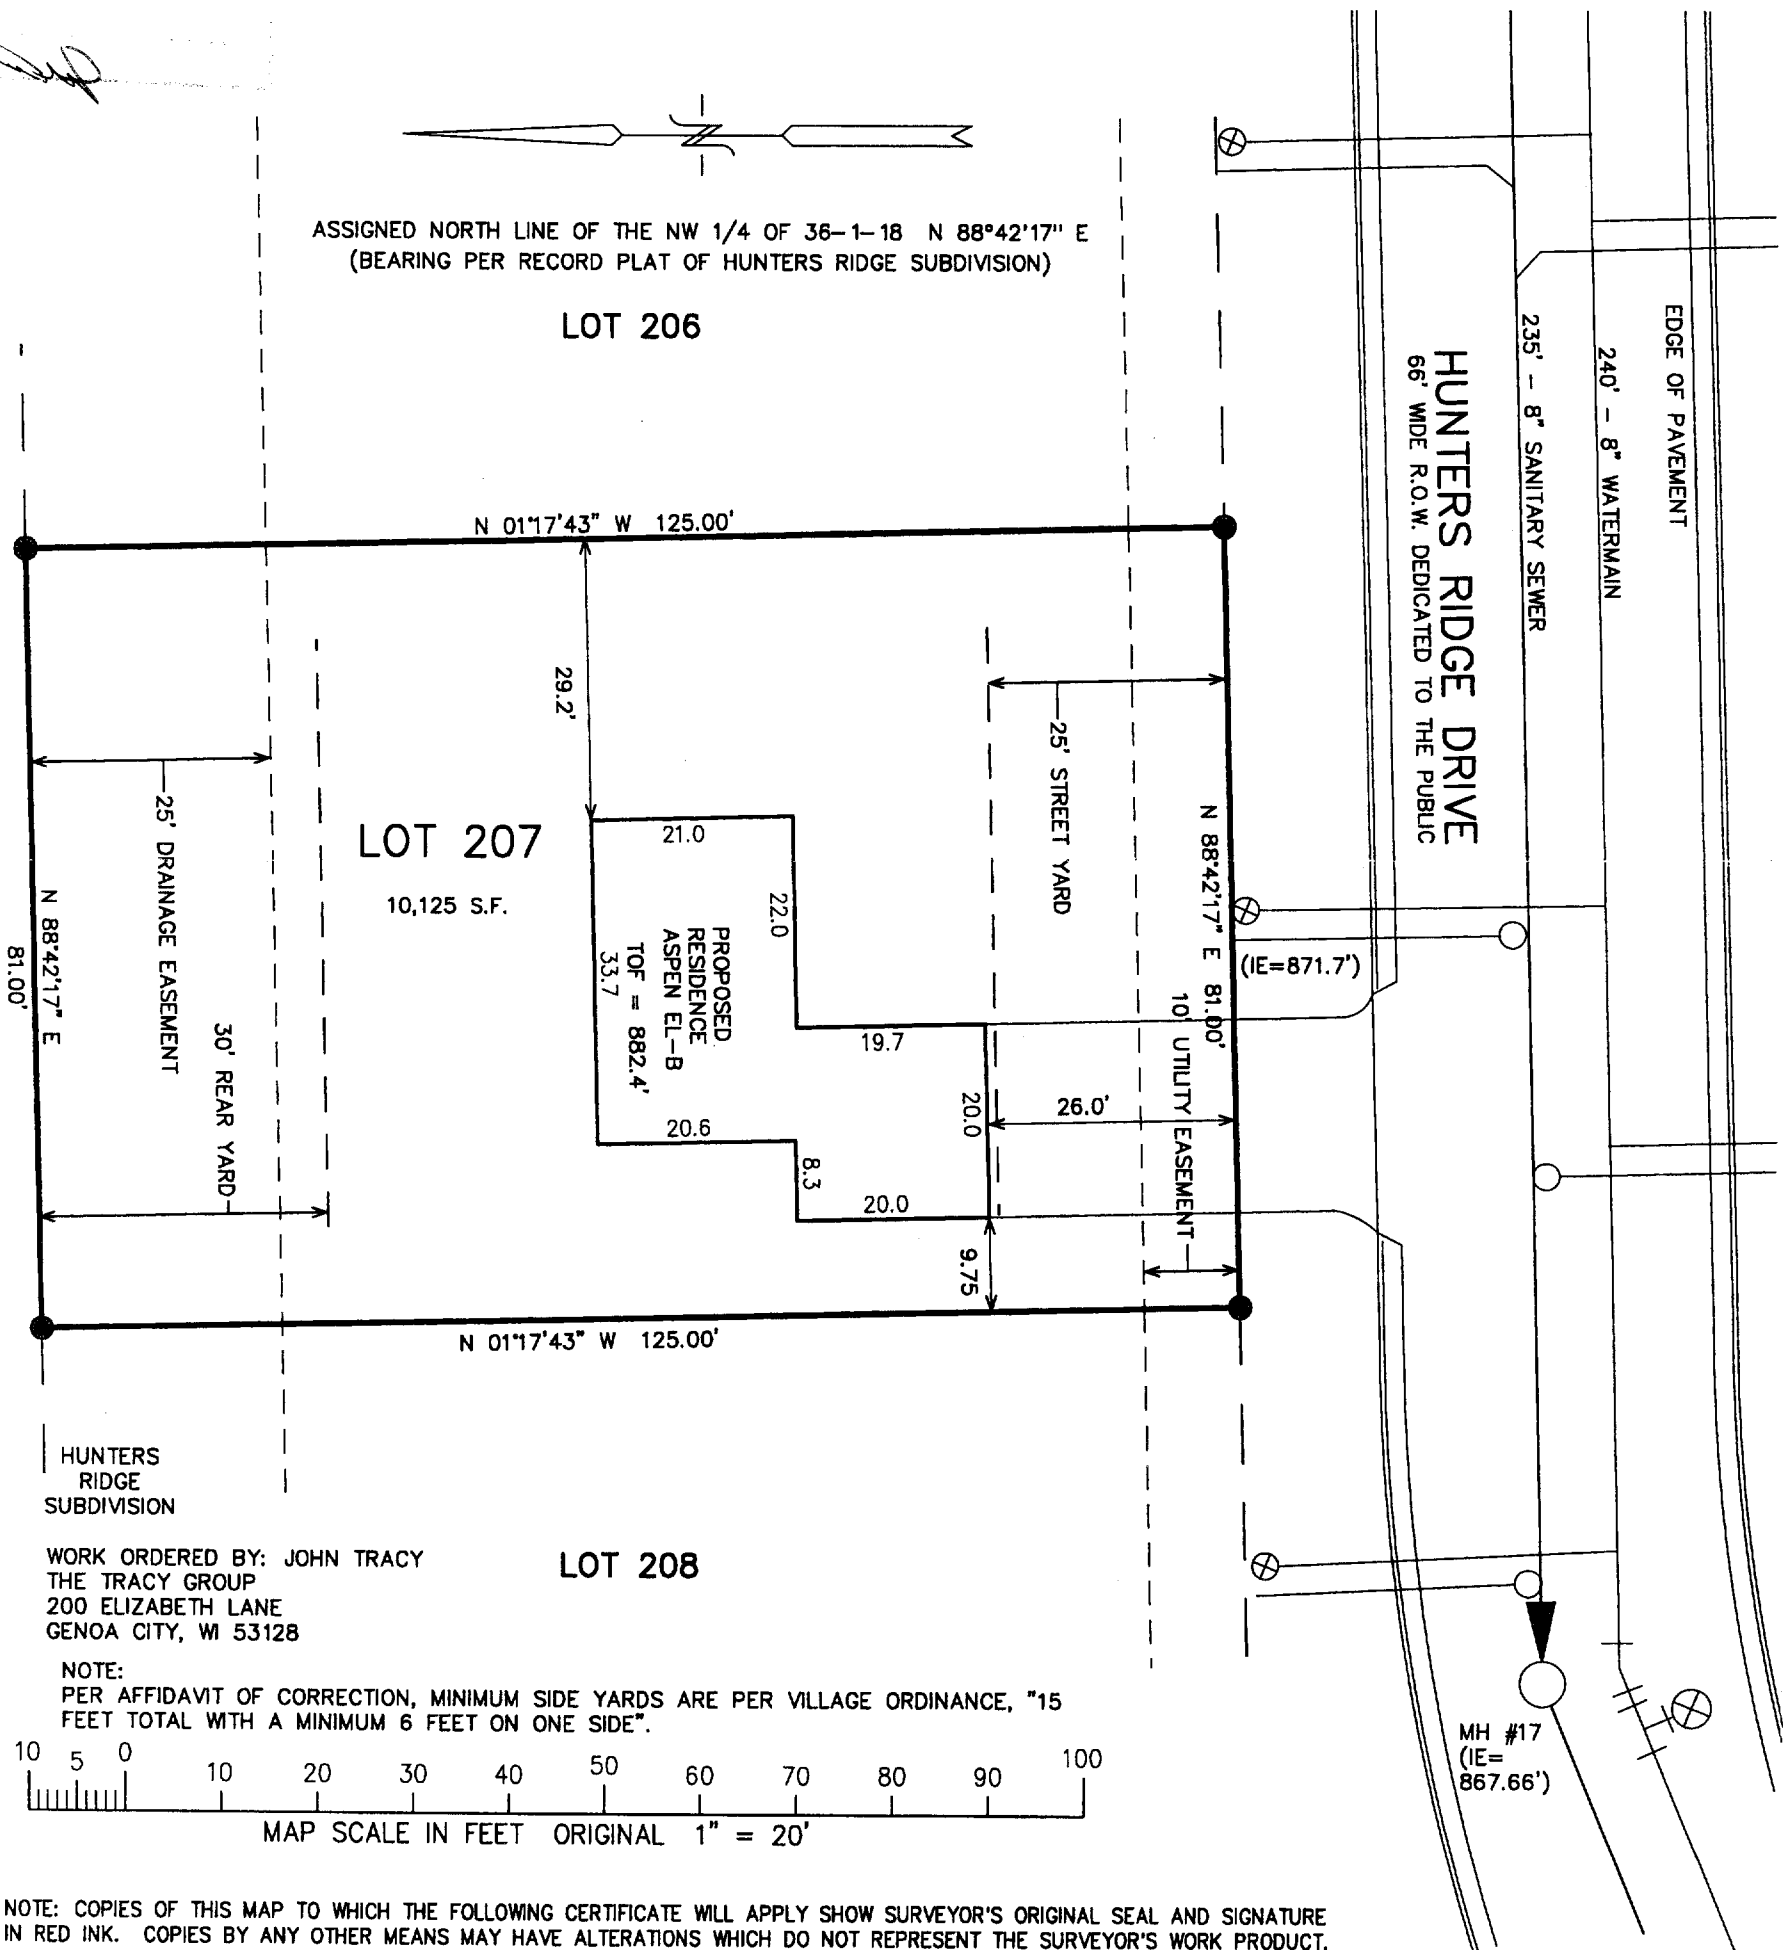 ASSIGNED NORTH LINE OF THE NW 1/4 OF 36-1-18 N 88°42'17" E
(BEARING PER RECORD PLAT OF HUNTERS RIDGE SUBDIVISION)
LOT 206
EDGE OF PAVEMENT
240' - 8" WATERMAIN
235' - 8" SANITARY SEWER
HUNTERS RIDGE DRIVE
66' WIDE R.O.W. DEDICATED TO THE PUBLIC
N 01°17'43" W 125.00'
29.2'
25' STREET YARD
N 88°42'17" E 81.00'
25' DRAINAGE EASEMENT
LOT 207
10,125 S.F.
21.0
22.0
PROPOSED
RESIDENCE
ASPEN EL-B
TOF = 882.4'
33.7
(IE=871.7')
10' UTILITY EASEMENT
N 88°42'17" E
81.00'
30' REAR YARD
19.7
20.0
26.0'
20.6
8.3
20.0
9.75
N 01°17'43" W 125.00'
HUNTERS
RIDGE
SUBDIVISION
WORK ORDERED BY: JOHN TRACY
THE TRACY GROUP
200 ELIZABETH LANE
GENOA CITY, WI 53128
LOT 208
NOTE:
PER AFFIDAVIT OF CORRECTION, MINIMUM SIDE YARDS ARE PER VILLAGE ORDINANCE, "15
FEET TOTAL WITH A MINIMUM 6 FEET ON ONE SIDE".
MH #17
(IE=
867.66')
10 5 0 10 20 30 40 50 60 70 80 90 100
MAP SCALE IN FEET ORIGINAL 1" = 20'
NOTE: COPIES OF THIS MAP TO WHICH THE FOLLOWING CERTIFICATE WILL APPLY SHOW SURVEYOR'S ORIGINAL SEAL AND SIGNATURE
IN RED INK. COPIES BY ANY OTHER MEANS MAY HAVE ALTERATIONS WHICH DO NOT REPRESENT THE SURVEYOR'S WORK PRODUCT.